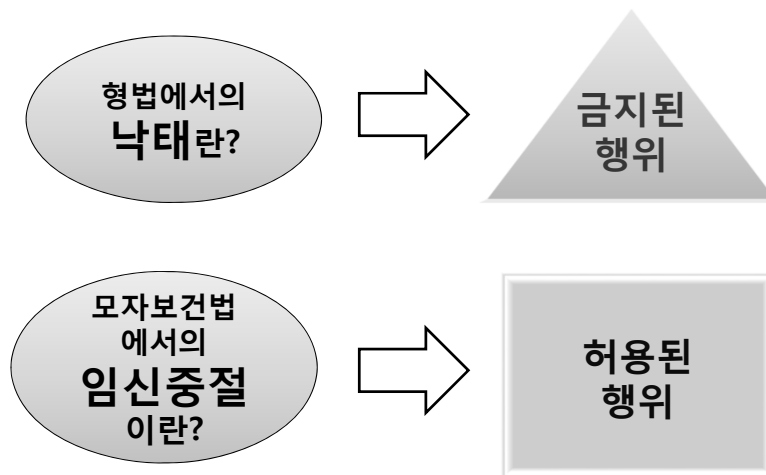 형법에서의
낙태란?
금지된
행위
모자보건법
에서의
임신중절
이란?
허용된
행위